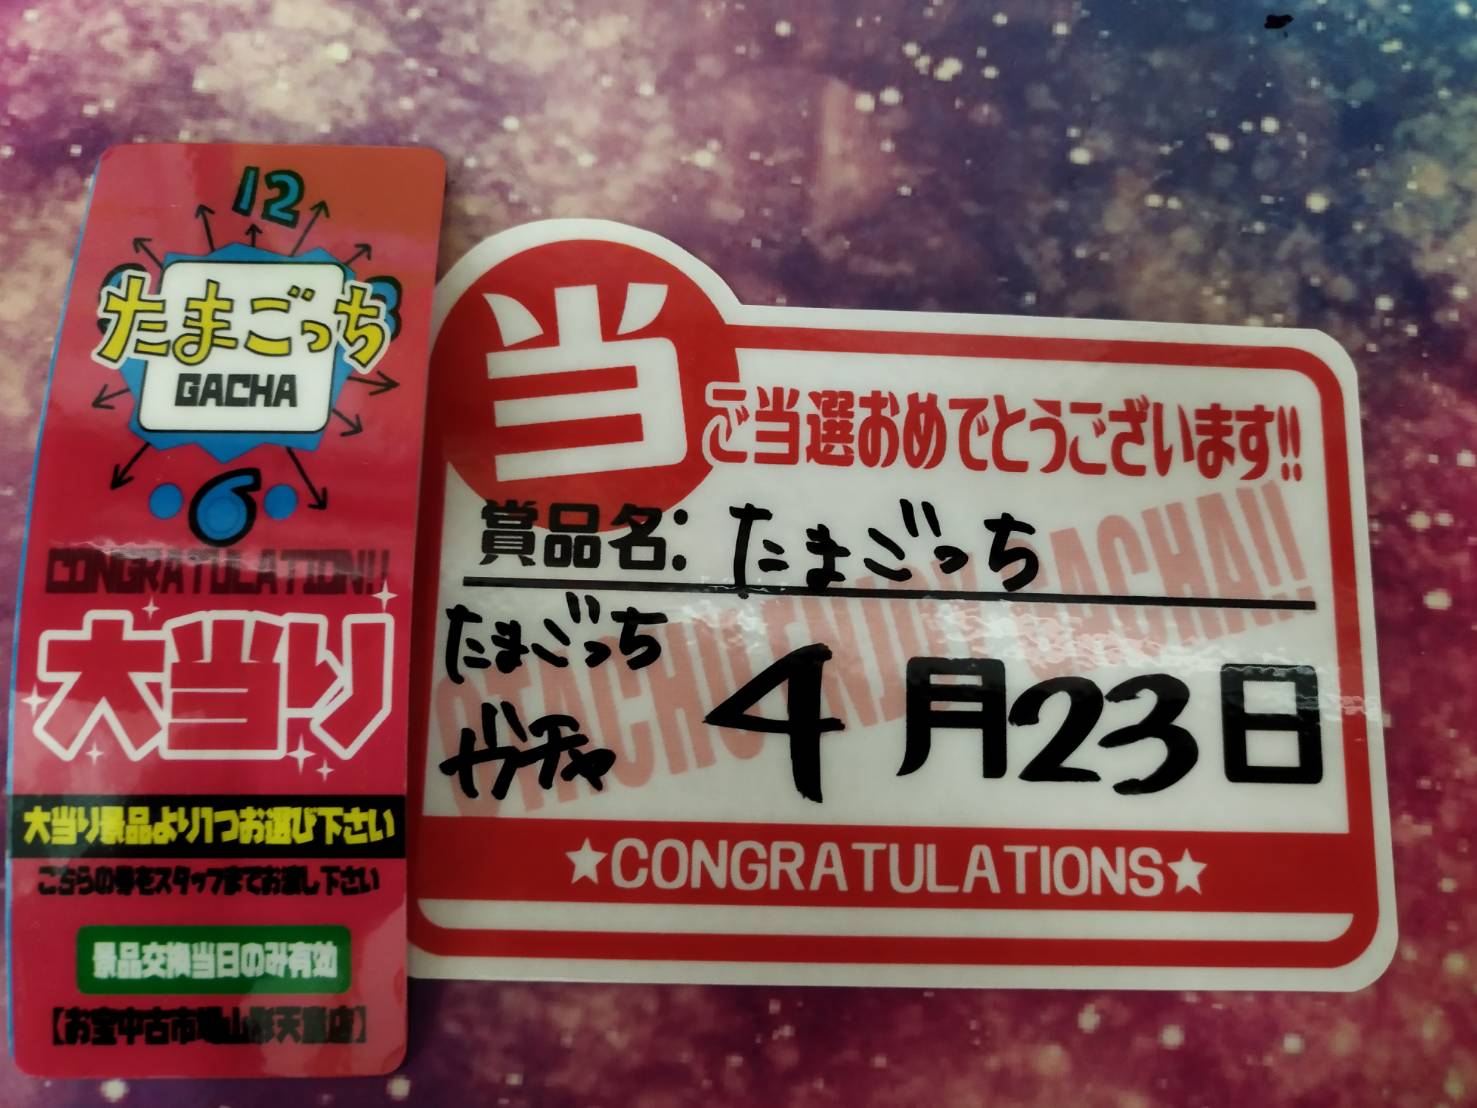 12
たまごっち
GACHA
6
CONGRATULATION!!
大当り
大当り景品より1つお選び下さい
こちらの券をスタッフまでお渡し下さい
景品交換当日のみ有効
【お宝中古市場山形天童店】
当
ご当選おめでとうございます!!
賞品名:たまごっち
たまごっち
ガチャ
4月23日
OTACHU ENJOY GACHA!!
★CONGRATULATIONS★